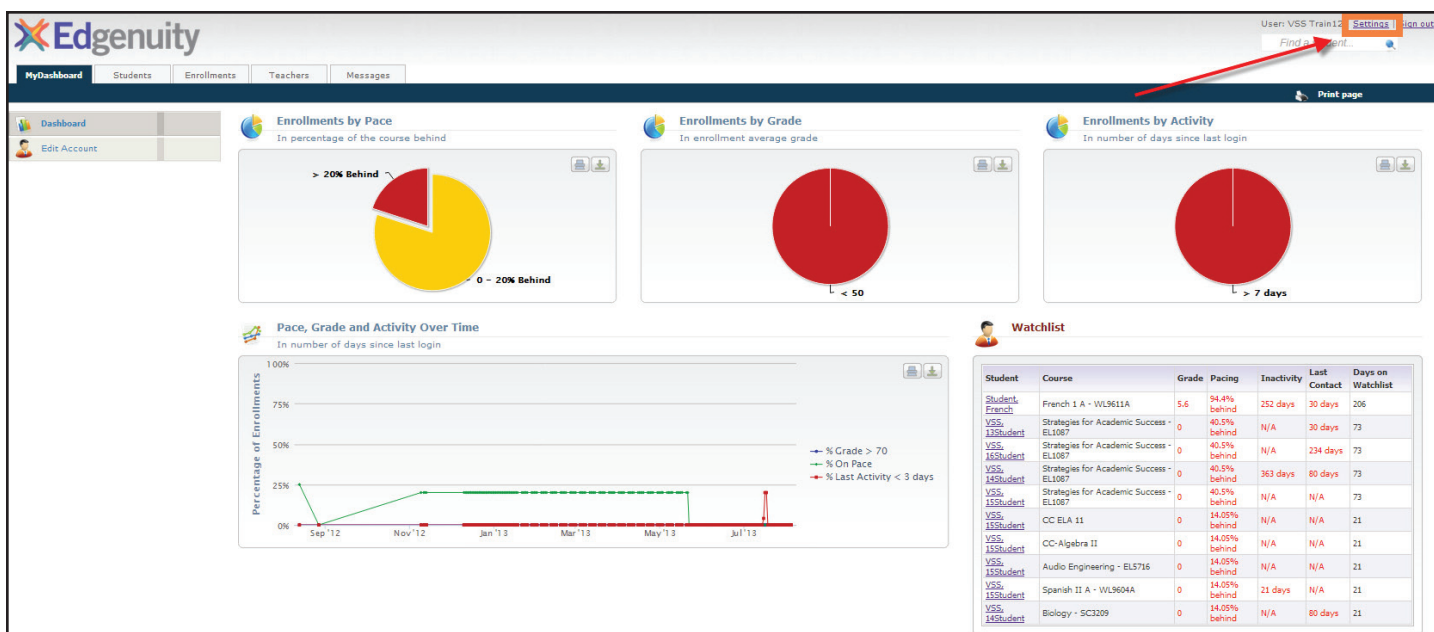 Edgenuity
User: VSS Train12 Settings | Sign out
Find a
MyDashboard Students Enrollments Teachers Messages
Print page
Dashboard
Edit Account
Enrollments by Pace
In percentage of the course behind
> 20% Behind
0 - 20% Behind
Enrollments by Grade
In enrollment average grade
< 50
Enrollments by Activity
In number of days since last login
> 7 days
Pace, Grade and Activity Over Time
In number of days since last login
Percentage of Enrollments
100%
75%
50%
25%
0%
Sep '12 Nov '12 Jan '13 Mar '13 May '13 Jul '13
% Grade > 70
% On Pace
% Last Activity < 3 days
Watchlist
Student Course Grade Pacing Inactivity Last Contact Days on Watchlist
Student, French French 1 A - WL9611A 5.6 94.4% behind 252 days 30 days 206
VSS, 13Student Strategies for Academic Success - EL1087 0 40.5% behind N/A 30 days 73
VSS, 16Student Strategies for Academic Success - EL1087 0 40.5% behind N/A 234 days 73
VSS, 14Student Strategies for Academic Success - EL1087 0 40.5% behind 363 days 80 days 73
VSS, 15Student Strategies for Academic Success - EL1087 0 40.5% behind N/A N/A 73
VSS, 15Student CC ELA 11 0 14.05% behind N/A N/A 21
VSS, 15Student CC-Algebra II 0 14.05% behind N/A N/A 21
VSS, 15Student Audio Engineering - EL5716 0 14.05% behind N/A N/A 21
VSS, 15Student Spanish II A - WL9604A 0 14.05% behind 21 days N/A 21
VSS, 14Student Biology - SC3209 0 14.05% behind N/A 80 days 21